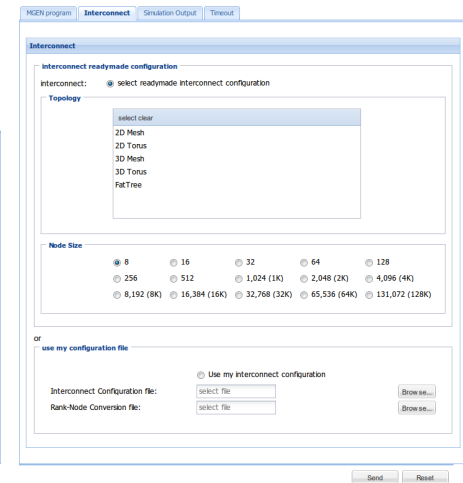 MGEN program Interconnect Simulation Output Timeout
Interconnect
interconnect readymade configuration
interconnect: select readymade interconnect configuration
Topology
select clear
2D Mesh
2D Torus
3D Mesh
3D Torus
FatTree
Node Size
8 16 32 64 128
256 512 1,024 (1K) 2,048 (2K) 4,096 (4K)
8,192 (8K) 16,384 (16K) 32,768 (32K) 65,536 (64K) 131,072 (128K)
or
use my configuration file
Use my interconnect configuration
Interconnect Configuration file: select file Browse...
Rank-Node Conversion file: select file Browse...
Send Reset